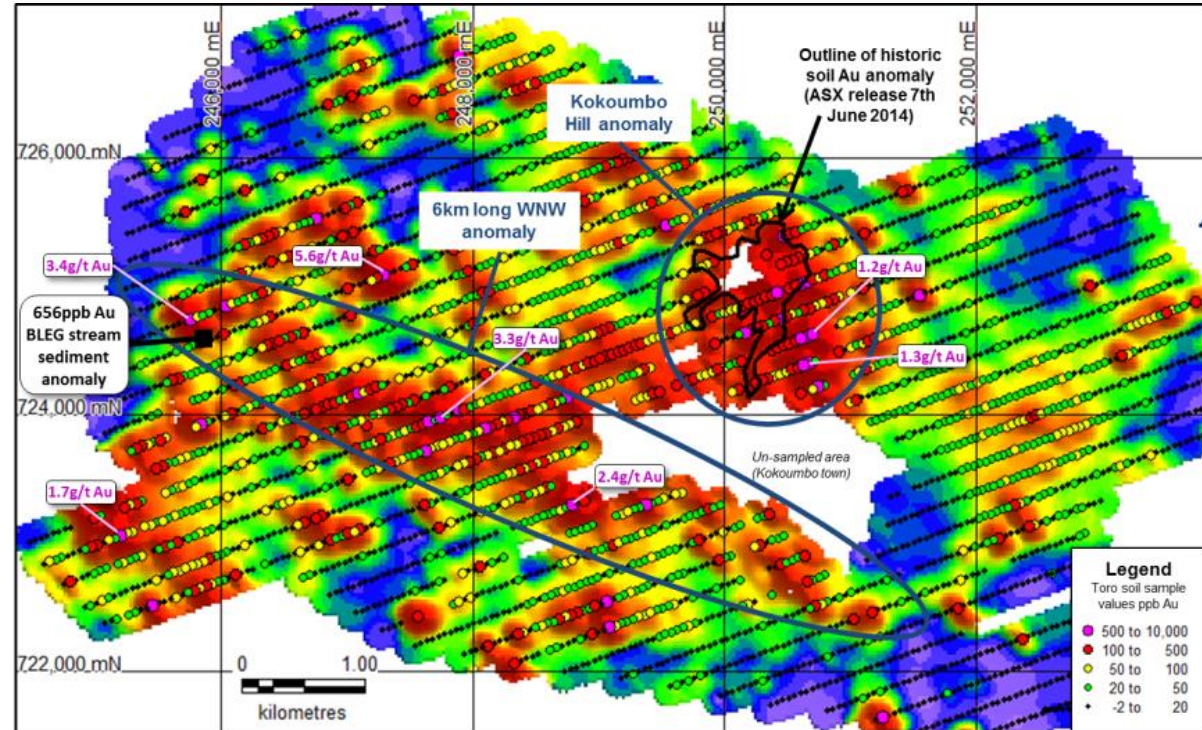 246,000 mE
248,000 mE
250,000 mE
252,000 mE
Outline of historic
soil Au anomaly
(ASX release 7th
June 2014)
Kokoumbo
Hill anomaly
726,000 mN
6km long WNW
anomaly
3.4g/t Au
5.6g/t Au
1.2g/t Au
656ppb Au
BLEG stream
sediment
anomaly
3.3g/t Au
1.3g/t Au
724,000 mN
Un-sampled area
(Kokoumbo town)
1.7g/t Au
2.4g/t Au
722,000 mN
0 1.00
kilometres
Legend
Toro soil sample
values ppb Au
500 to 10,000
100 to 500
50 to 100
20 to 50
-2 to 20